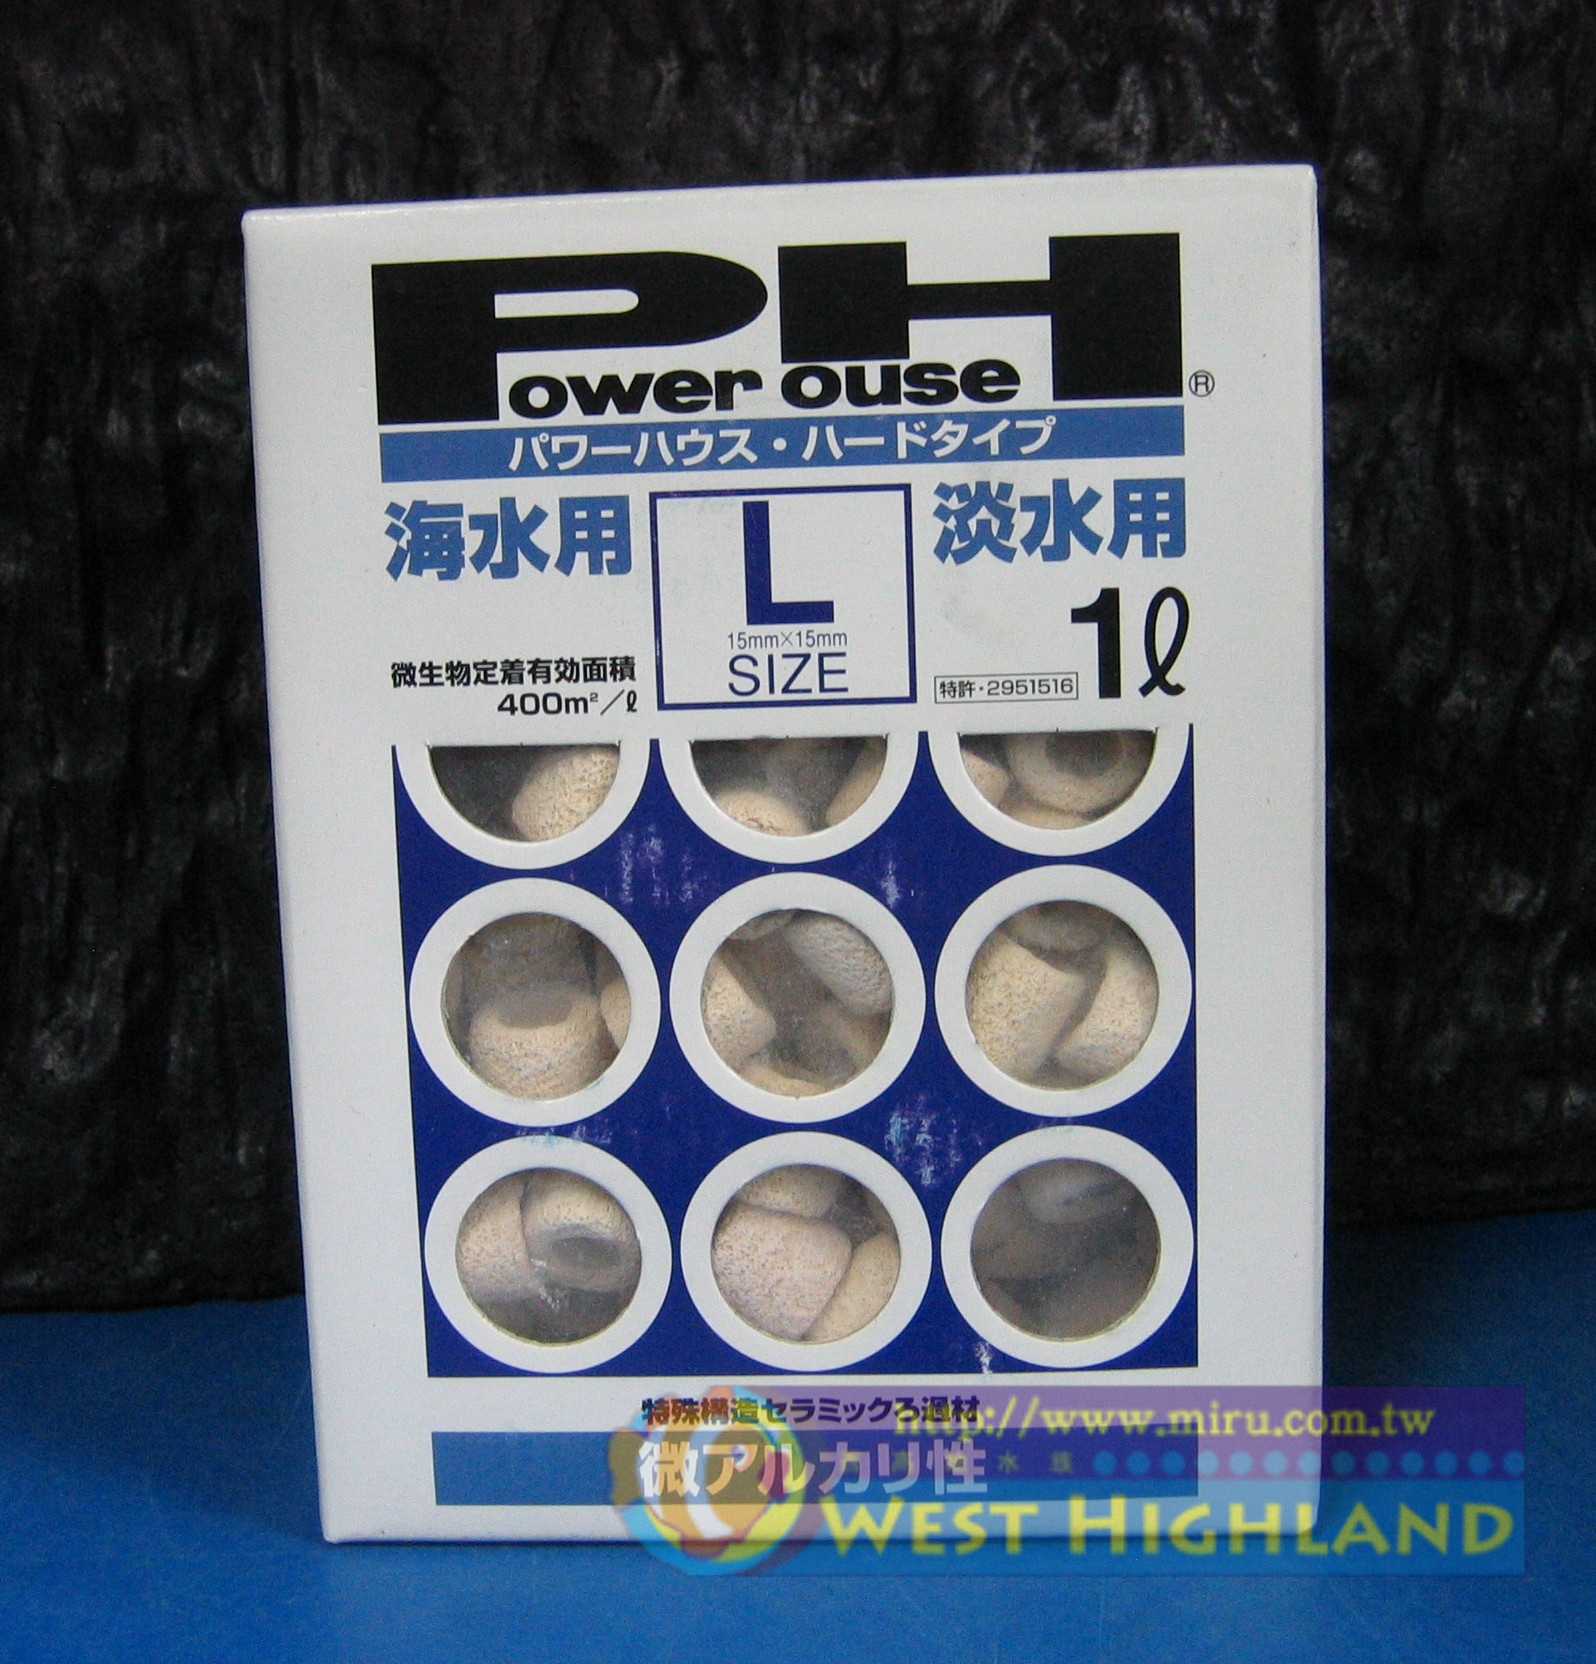 PH
Power ouse ®
パワーハウス・ハードタイプ
海水用
L
15mm×15mm
SIZE
淡水用
1ℓ
微生物定着有効面積
400m²/ℓ
特許・2951516
特殊構造セラミックろ過材
微アルカリ性
http://www.miru.com.tw
水族
WEST HIGHLAND